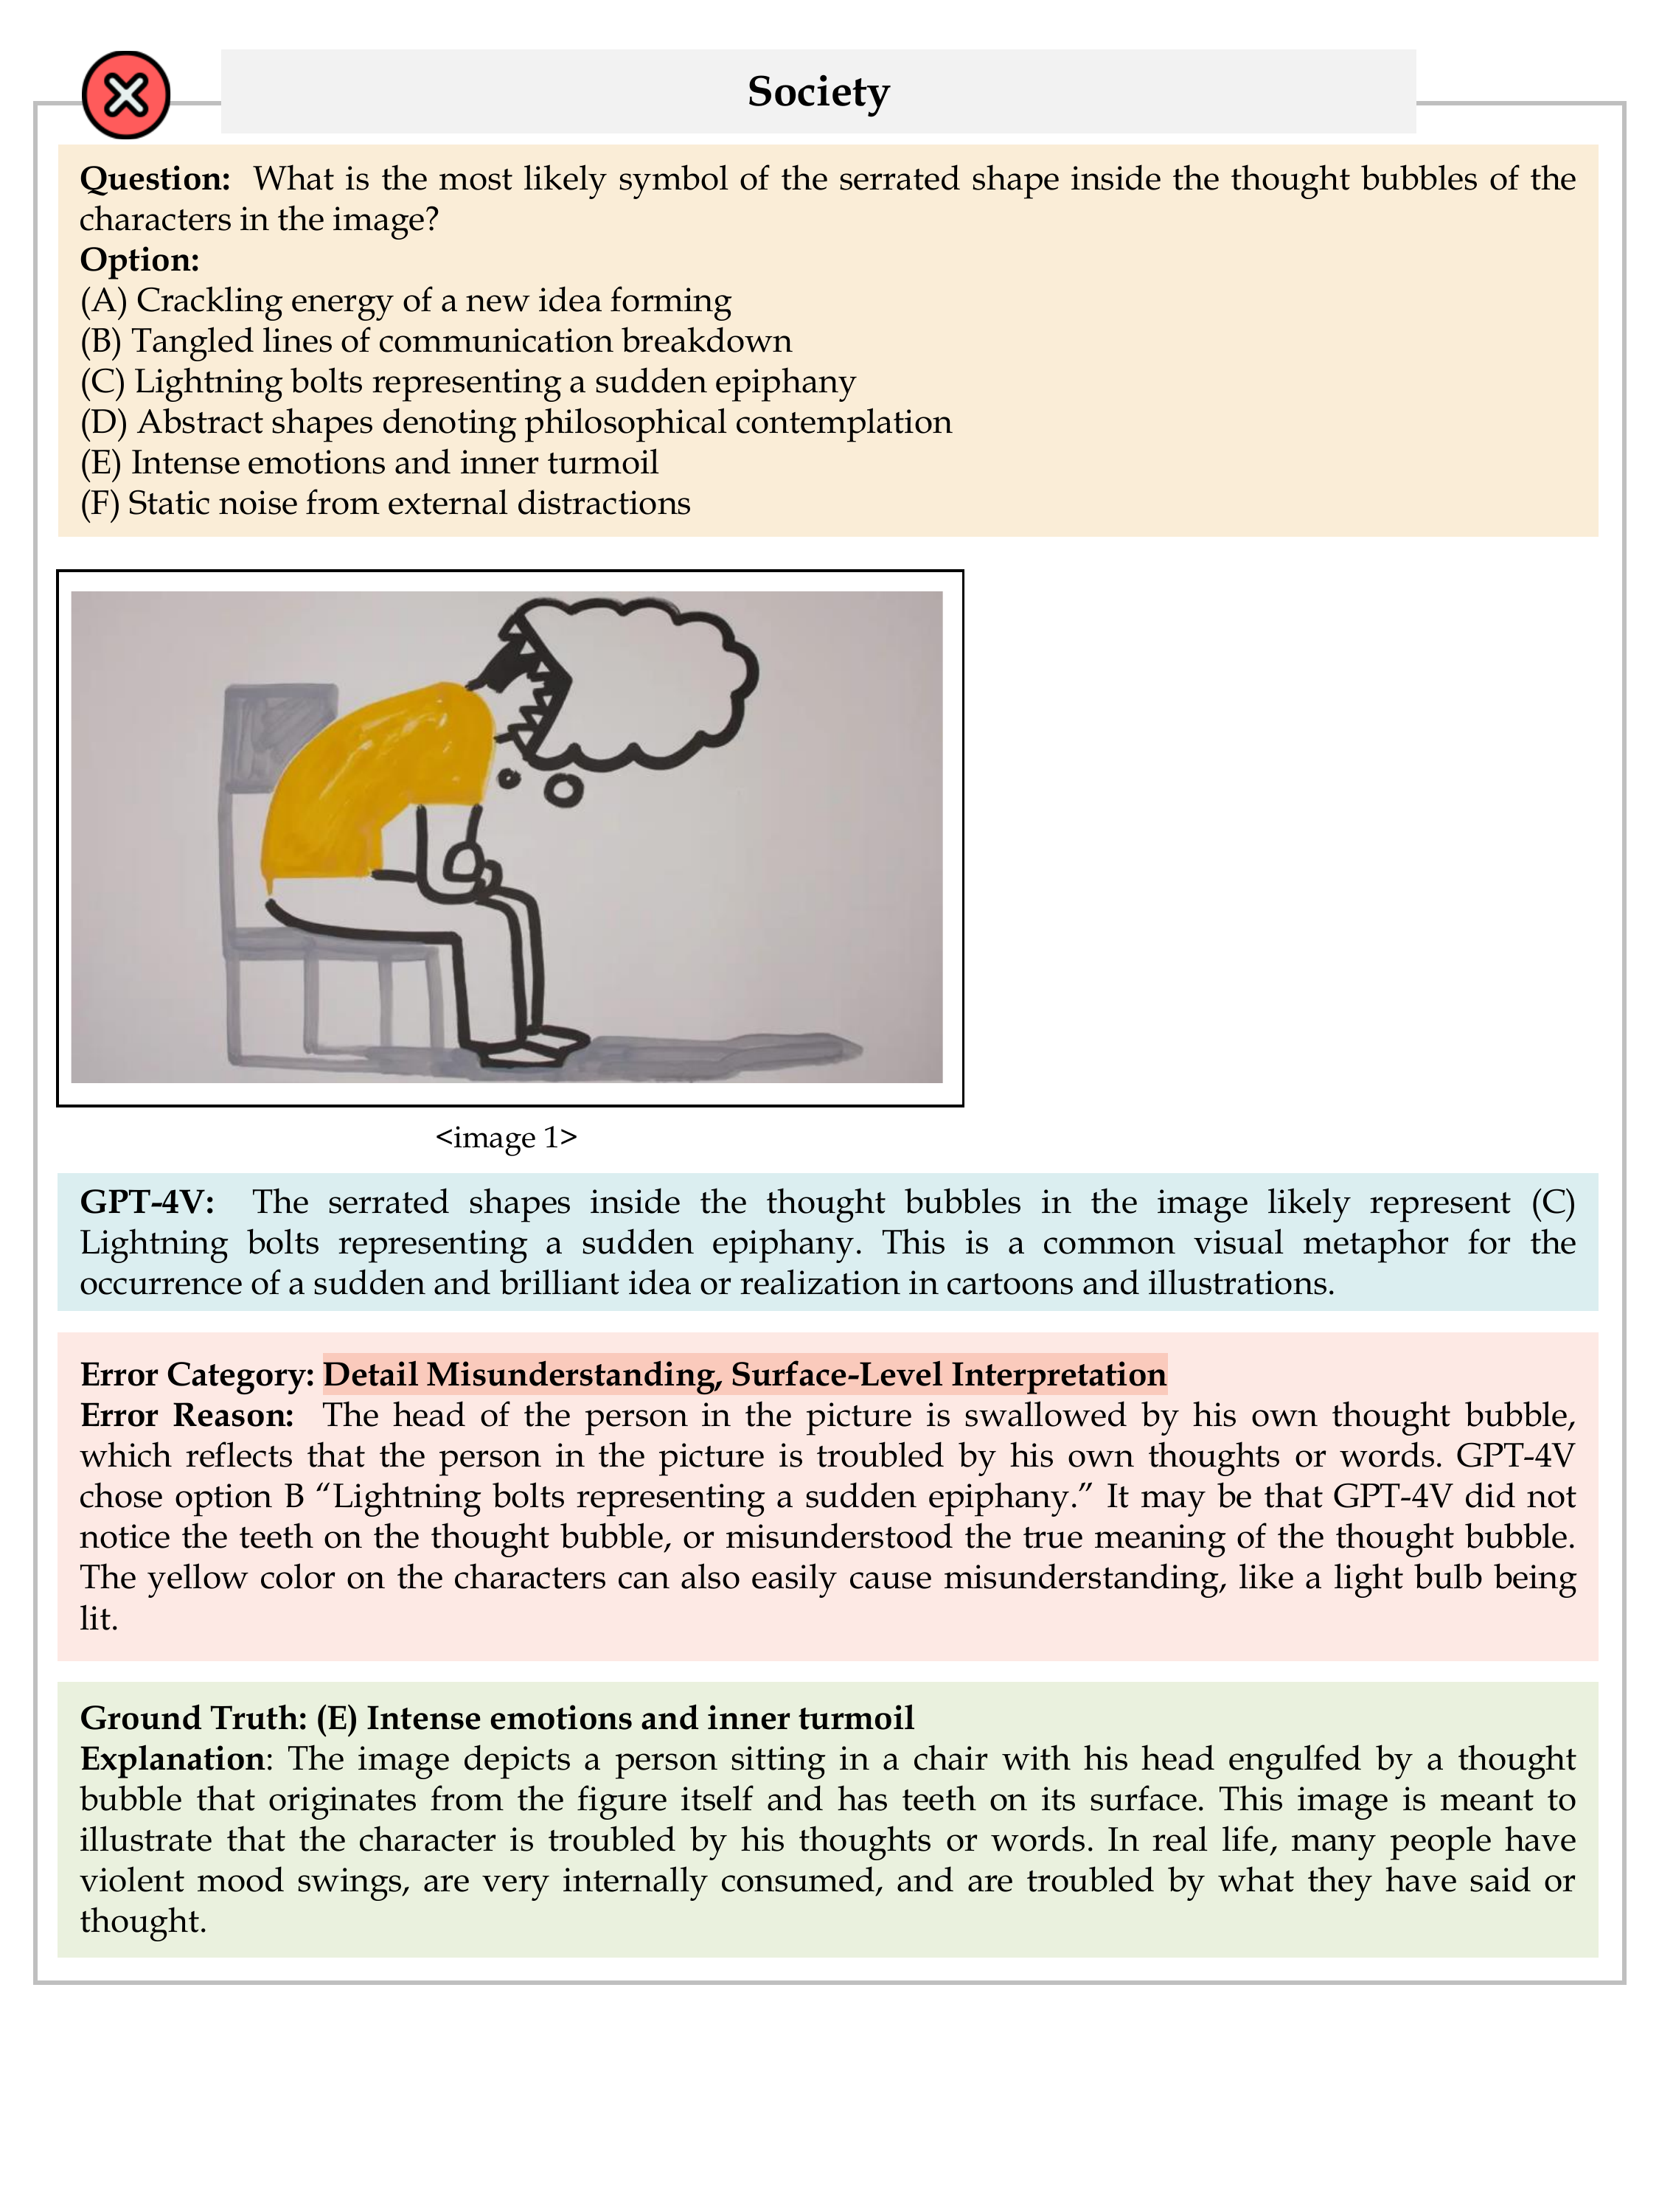 Society
Question: What is the most likely symbol of the serrated shape inside the thought bubbles of the
characters in the image?
Option:
(A) Crackling energy of a new idea forming
(B) Tangled lines of communication breakdown
(C) Lightning bolts representing a sudden epiphany
(D) Abstract shapes denoting philosophical contemplation
(E) Intense emotions and inner turmoil
(F) Static noise from external distractions
<image 1>
GPT-4V: The serrated shapes inside the thought bubbles in the image likely represent (C)
Lightning bolts representing a sudden epiphany. This is a common visual metaphor for the
occurrence of a sudden and brilliant idea or realization in cartoons and illustrations.
Error Category: Detail Misunderstanding, Surface-Level Interpretation
Error Reason: The head of the person in the picture is swallowed by his own thought bubble,
which reflects that the person in the picture is troubled by his own thoughts or words. GPT-4V
chose option B “Lightning bolts representing a sudden epiphany.” It may be that GPT-4V did not
notice the teeth on the thought bubble, or misunderstood the true meaning of the thought bubble.
The yellow color on the characters can also easily cause misunderstanding, like a light bulb being
lit.
Ground Truth: (E) Intense emotions and inner turmoil
Explanation: The image depicts a person sitting in a chair with his head engulfed by a thought
bubble that originates from the figure itself and has teeth on its surface. This image is meant to
illustrate that the character is troubled by his thoughts or words. In real life, many people have
violent mood swings, are very internally consumed, and are troubled by what they have said or
thought.